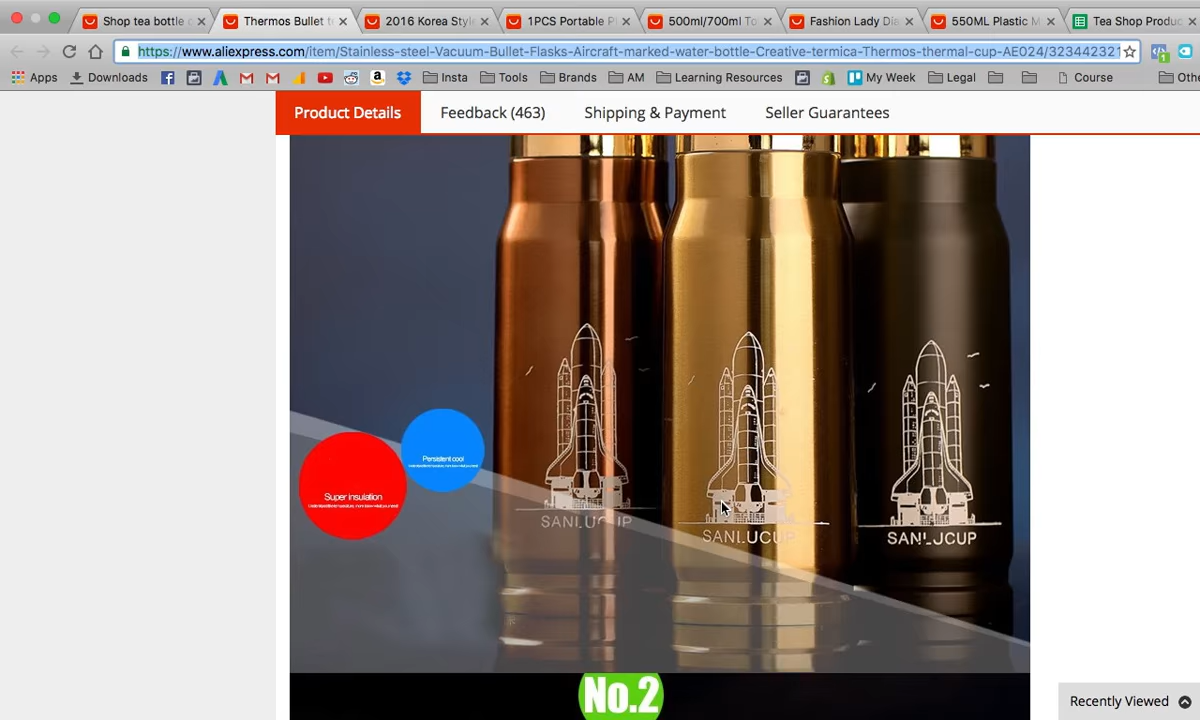 Shop tea bottle
Thermos Bullet t
2016 Korea Style
1PCS Portable P
500ml/700ml To
Fashion Lady Dia
550ML Plastic M
Tea Shop Produc
https://www.aliexpress.com/item/Stainless-steel-Vacuum-Bullet-Flasks-Aircraft-marked-water-bottle-Creative-termica-Thermos-thermal-cup-AE024/323442321
Apps
Downloads
Insta
Tools
Brands
AM
Learning Resources
My Week
Legal
Course
Othe
Product Details
Feedback (463)
Shipping & Payment
Seller Guarantees
Persistent cool
Super insulation
SANLUCUP
SANLUCUP
SANLUCUP
No.2
Recently Viewed